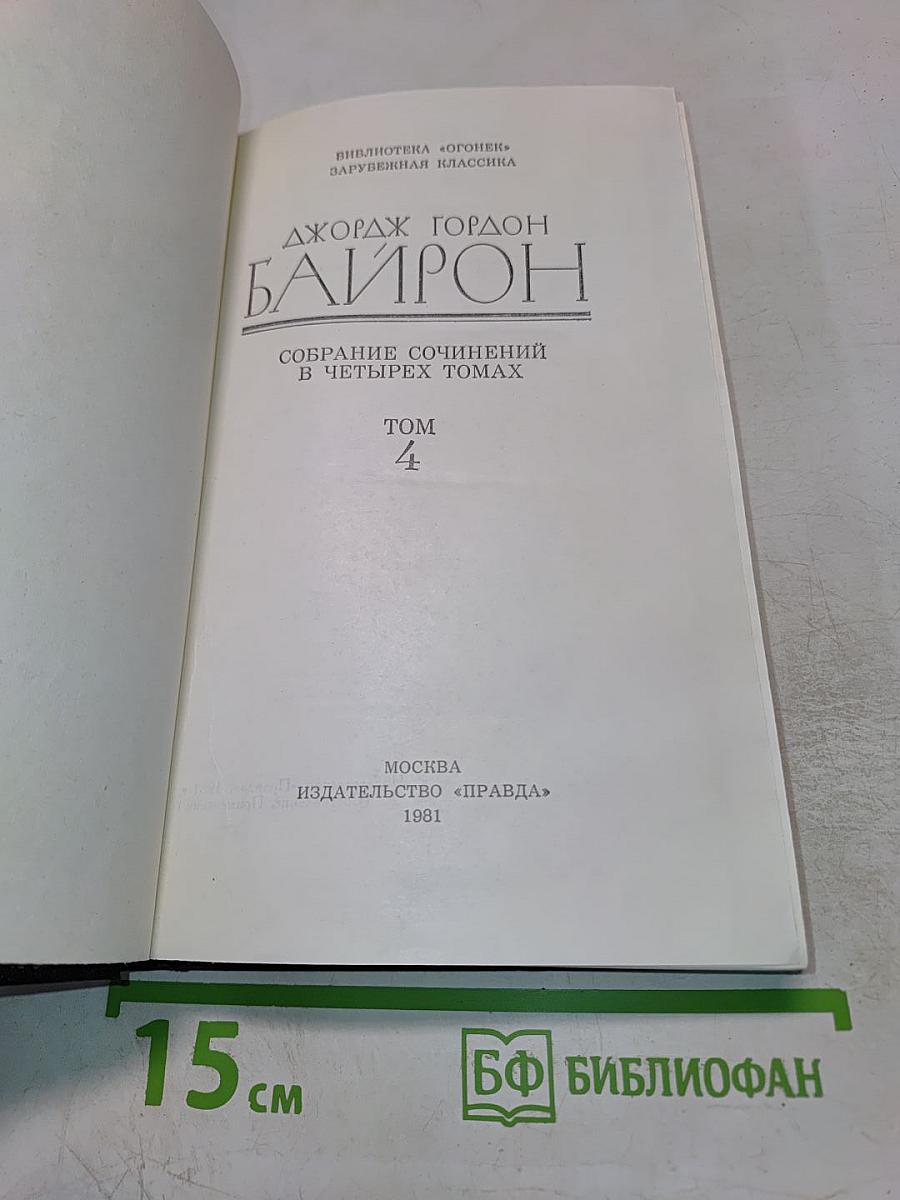 БИБЛИОТЕКА «ОГОНЕК»
ЗАРУБЕЖНАЯ КЛАССИКА
ДЖОРДЖ ГОРДОН
БАЙРОН
СОБРАНИЕ СОЧИНЕНИЙ
В ЧЕТЫРЕХ ТОМАХ
ТОМ
4
МОСКВА
ИЗДАТЕЛЬСТВО «ПРАВДА»
1981
15 см
БФ БИБЛИОФАН